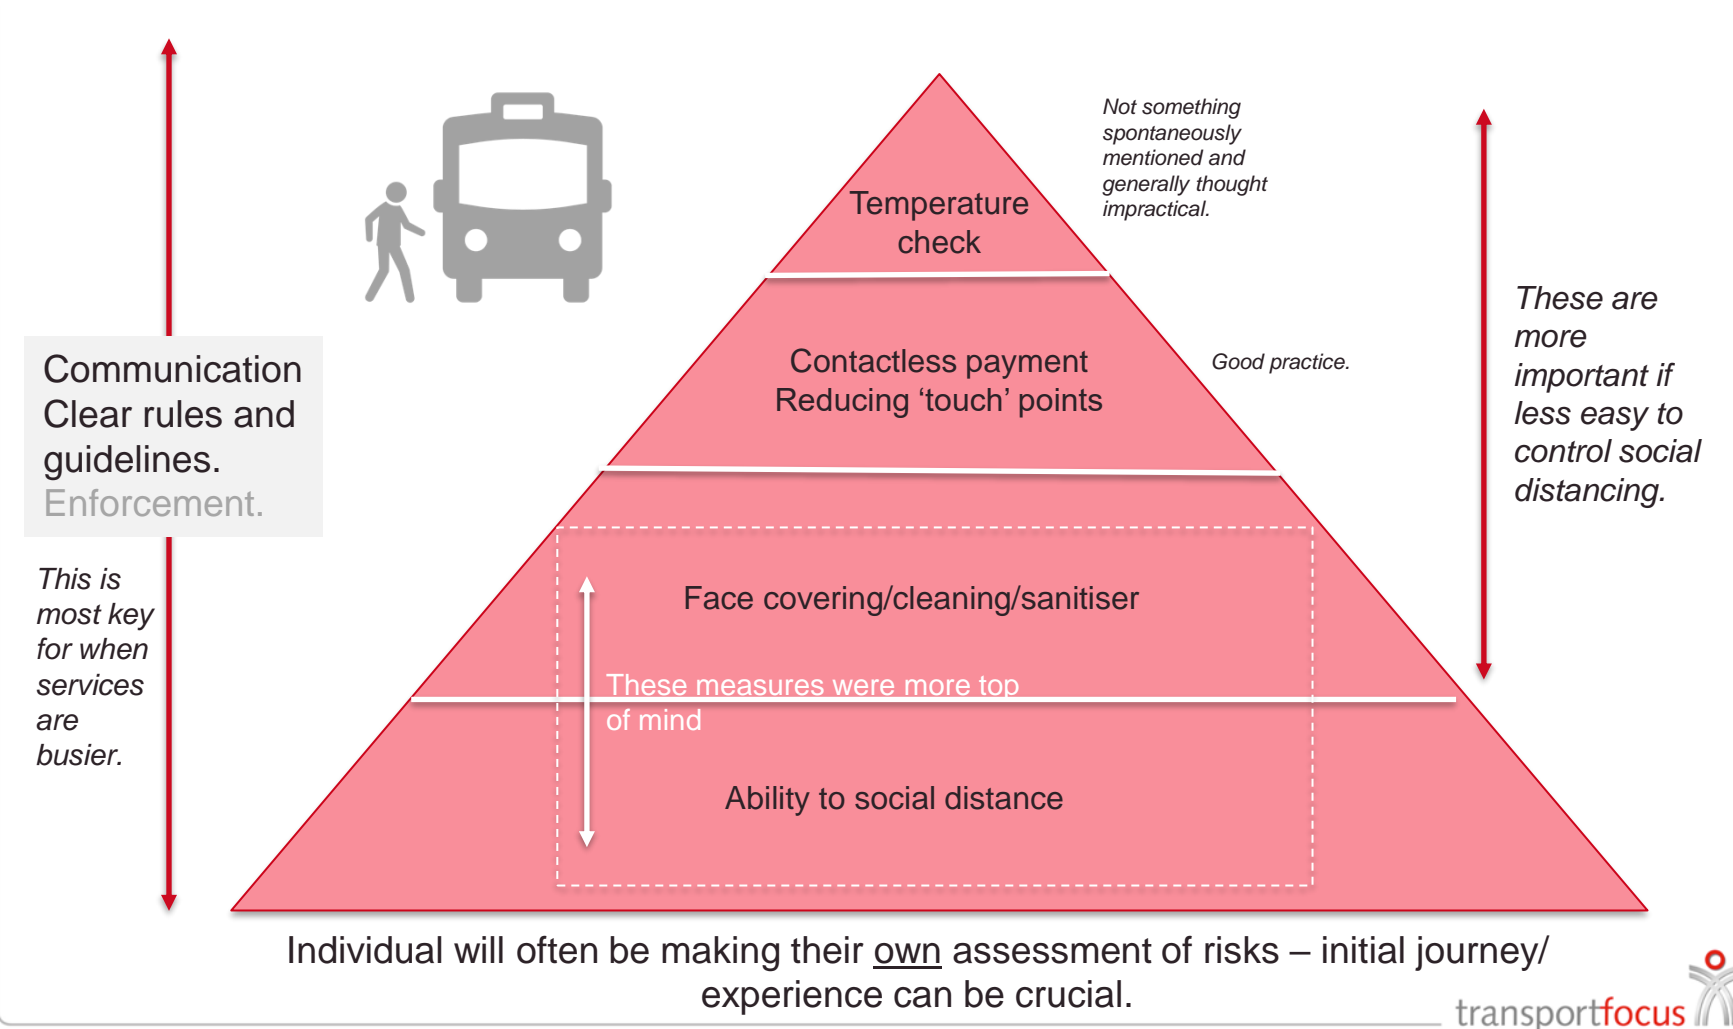 Communication
Clear rules and
guidelines.
Enforcement.
This is
most key
for when
services
are
busier.
Temperature
check
Not something
spontaneously
mentioned and
generally thought
impractical.
Contactless payment
Reducing ‘touch’ points
Good practice.
Face covering/cleaning/sanitiser
These measures were more top
of mind
Ability to social distance
These are
more
important if
less easy to
control social
distancing.
Individual will often be making their own assessment of risks – initial journey/
experience can be crucial.
transportfocus